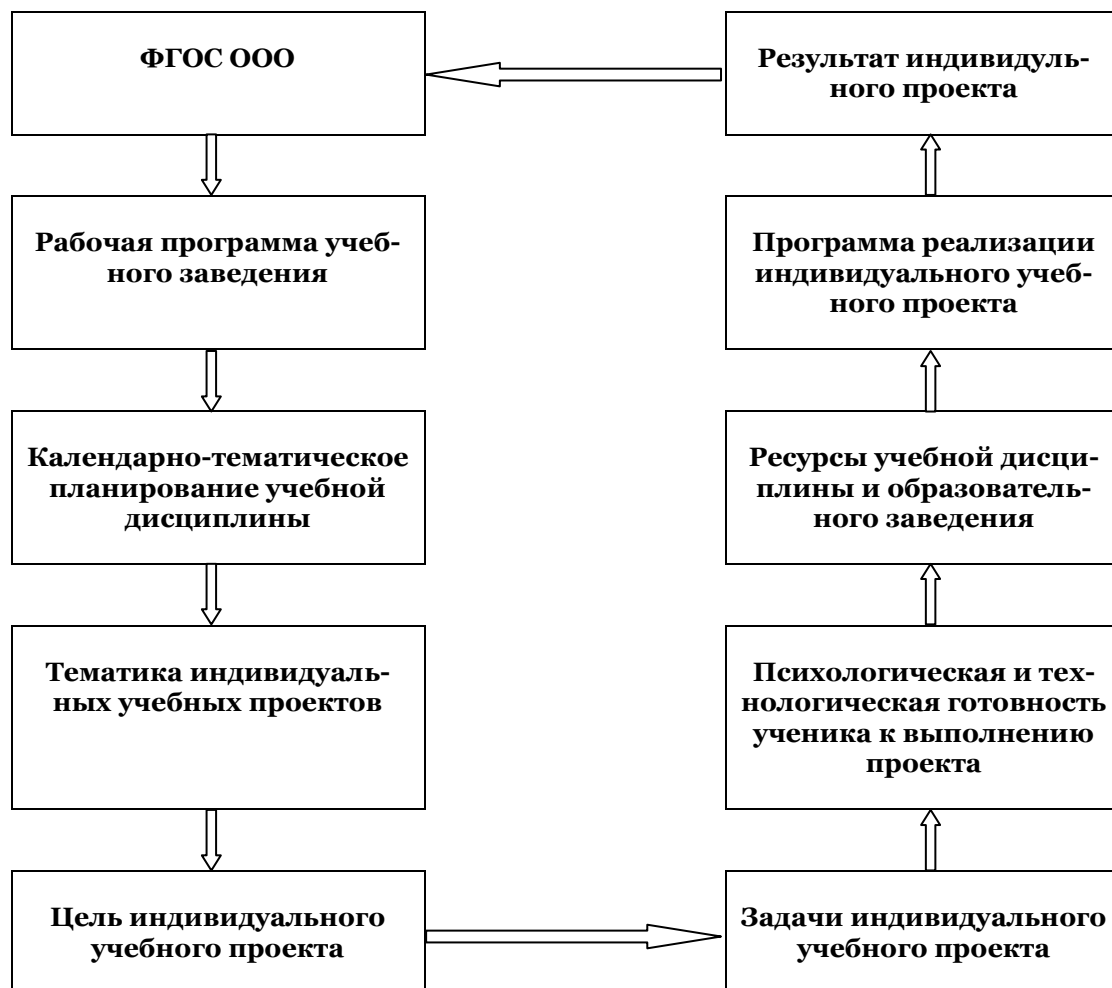 ФГОС ООО
Рабочая программа учеб-
ного заведения
Календарно-тематическое
планирование учебной
дисциплины
Тематика индивидуаль-
ных учебных проектов
Цель индивидуального
учебного проекта
Задачи индивидуального
учебного проекта
Психологическая и тех-
нологическая готовность
ученика к выполнению
проекта
Ресурсы учебной дисци-
плины и образователь-
ного заведения
Программа реализации
индивидуального учеб-
ного проекта
Результат индивидуль-
ного проекта